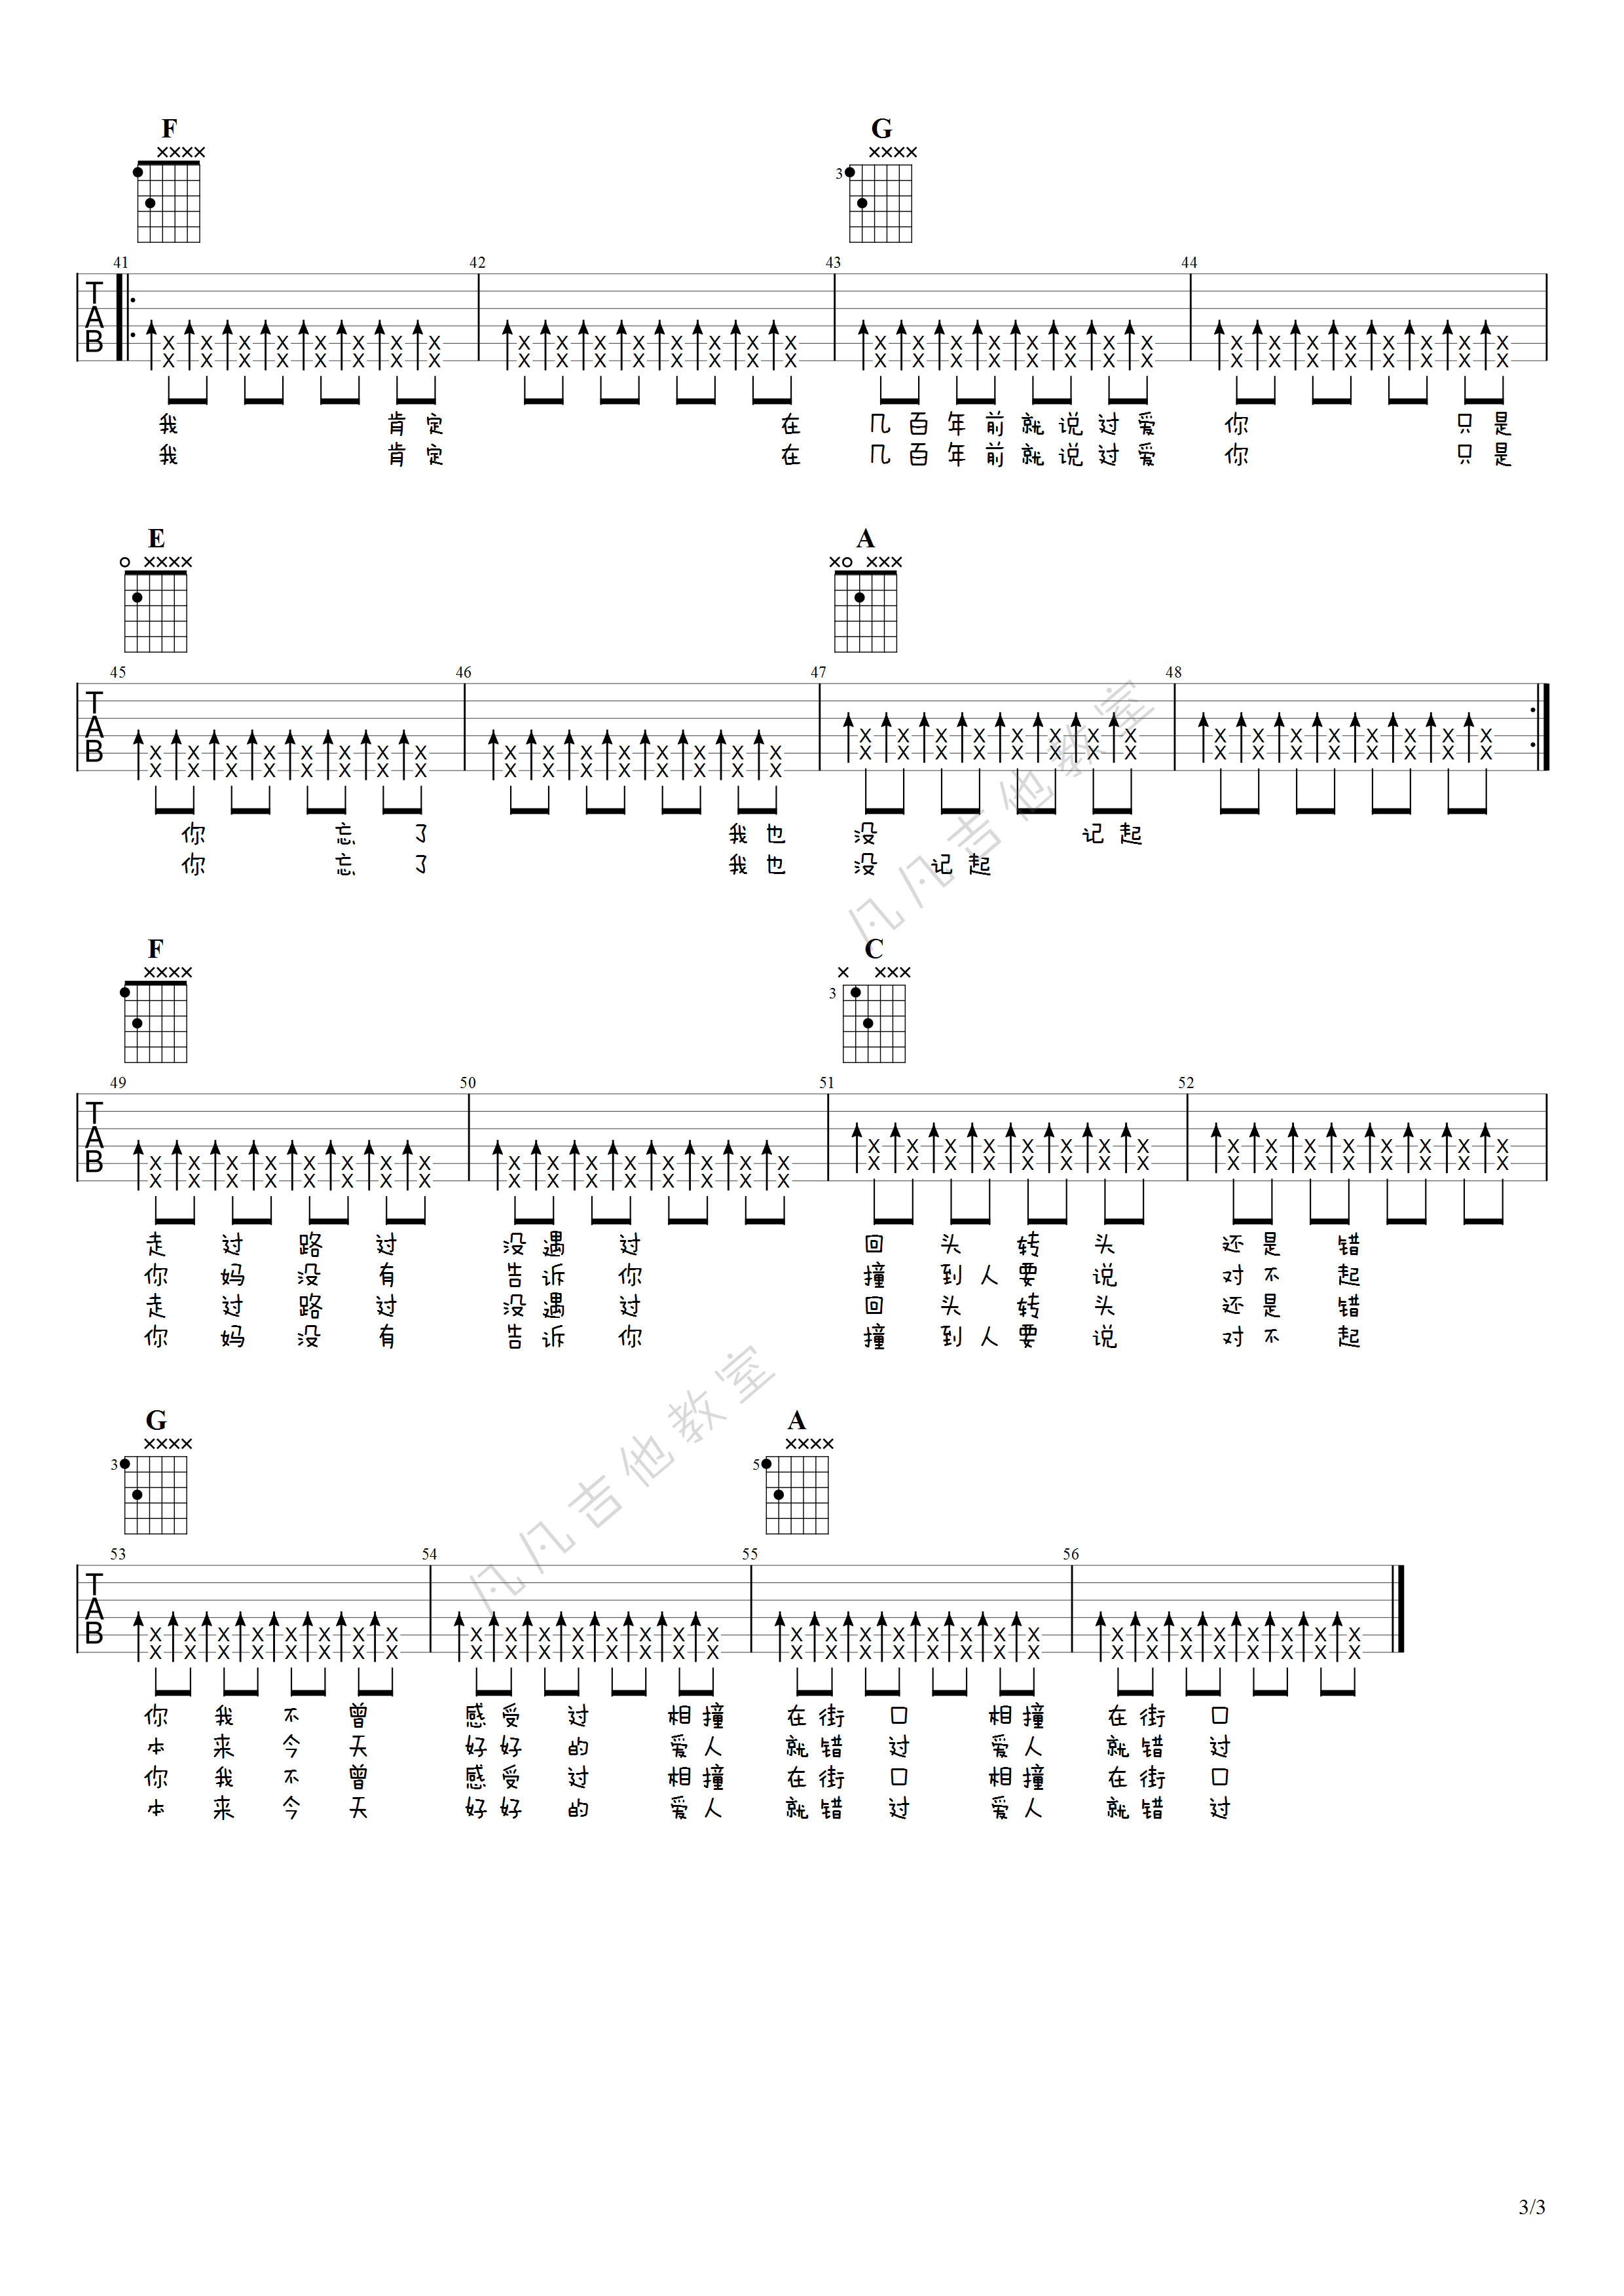 F G
×××× ××××
3
41 42 43 44
TAB
我 肯定 在 几百年前就说过爱 你 只是
我 肯定 在 几百年前就说过爱 你 只是
E A
××××  × ×××
45 46 47 48
TAB
你 忘 了 我也 没 记起
你 忘 了 我也 没 记起
凡凡吉他教室
F C
×××× × ×××
3
49 50 51 52
TAB
走 过 路 过 没遇 过 回 头 转 头 还是 错
你 妈 没 有 告诉 你 撞 到人要 说 对不 起
走 过 路 过 没遇 过 回 头 转 头 还是 错
你 妈 没 有 告诉 你 撞 到人要 说 对不 起
凡凡吉他教室
G A
×××× ××××
3 5
53 54 55 56
TAB
你 我 不 曾 感受 过 相撞 在街 口 相撞 在街 口
本 来 今 天 好好 的 爱人 就错 过 爱人 就错 过
你 我 不 曾 感受 过 相撞 在街 口 相撞 在街 口
本 来 今 天 好好 的 爱人 就错 过 爱人 就错 过
3/3